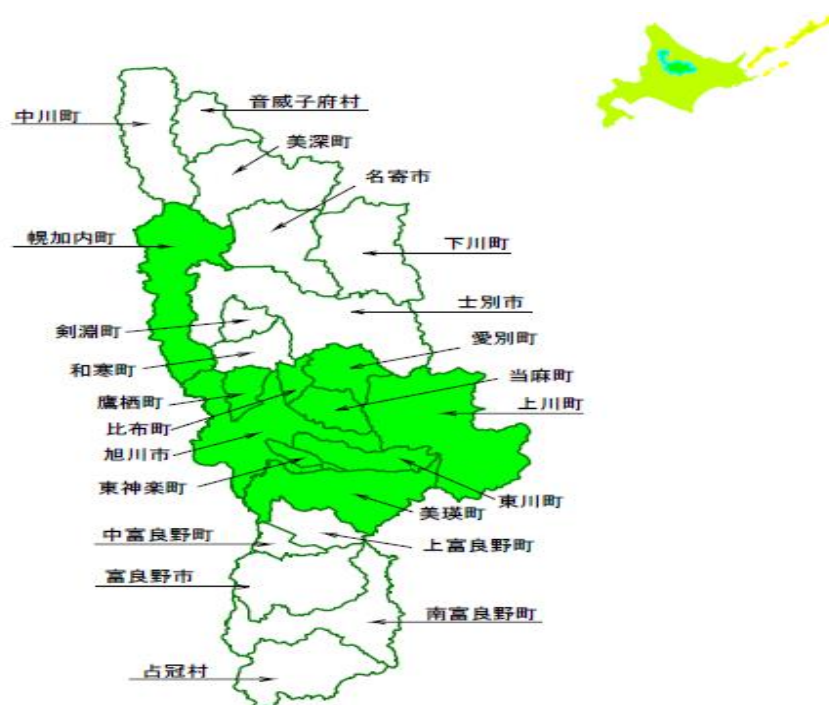 音威子府村
中川町
美深町
名寄市
幌加内町
下川町
士別市
剣淵町
愛別町
和寒町
当麻町
鷹栖町
上川町
比布町
旭川市
東神楽町
東川町
美瑛町
中富良野町
上富良野町
富良野市
南富良野町
占冠村